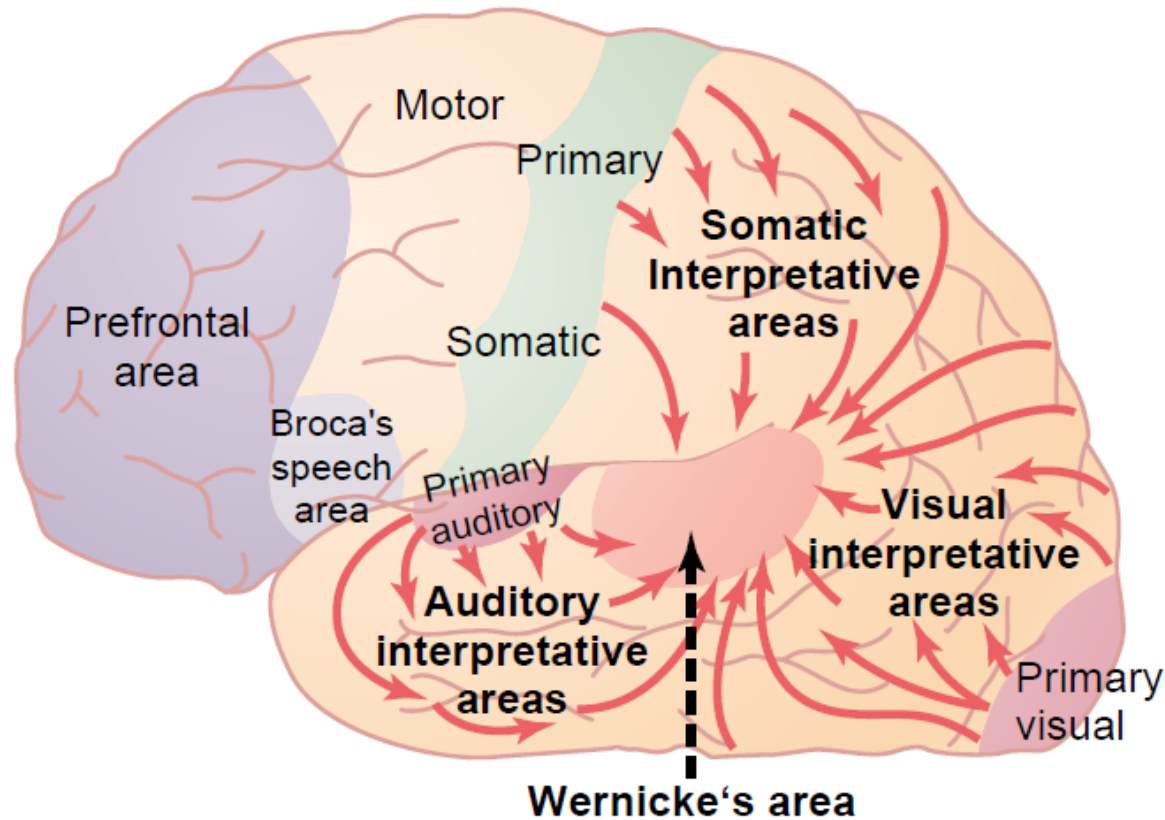 Motor
Primary
Somatic
Interpretative
areas
Prefrontal
area
Somatic
Broca's
speech
area
Primary
auditory
Visual
interpretative
areas
Auditory
interpretative
areas
Primary
visual
Wernicke‘s area